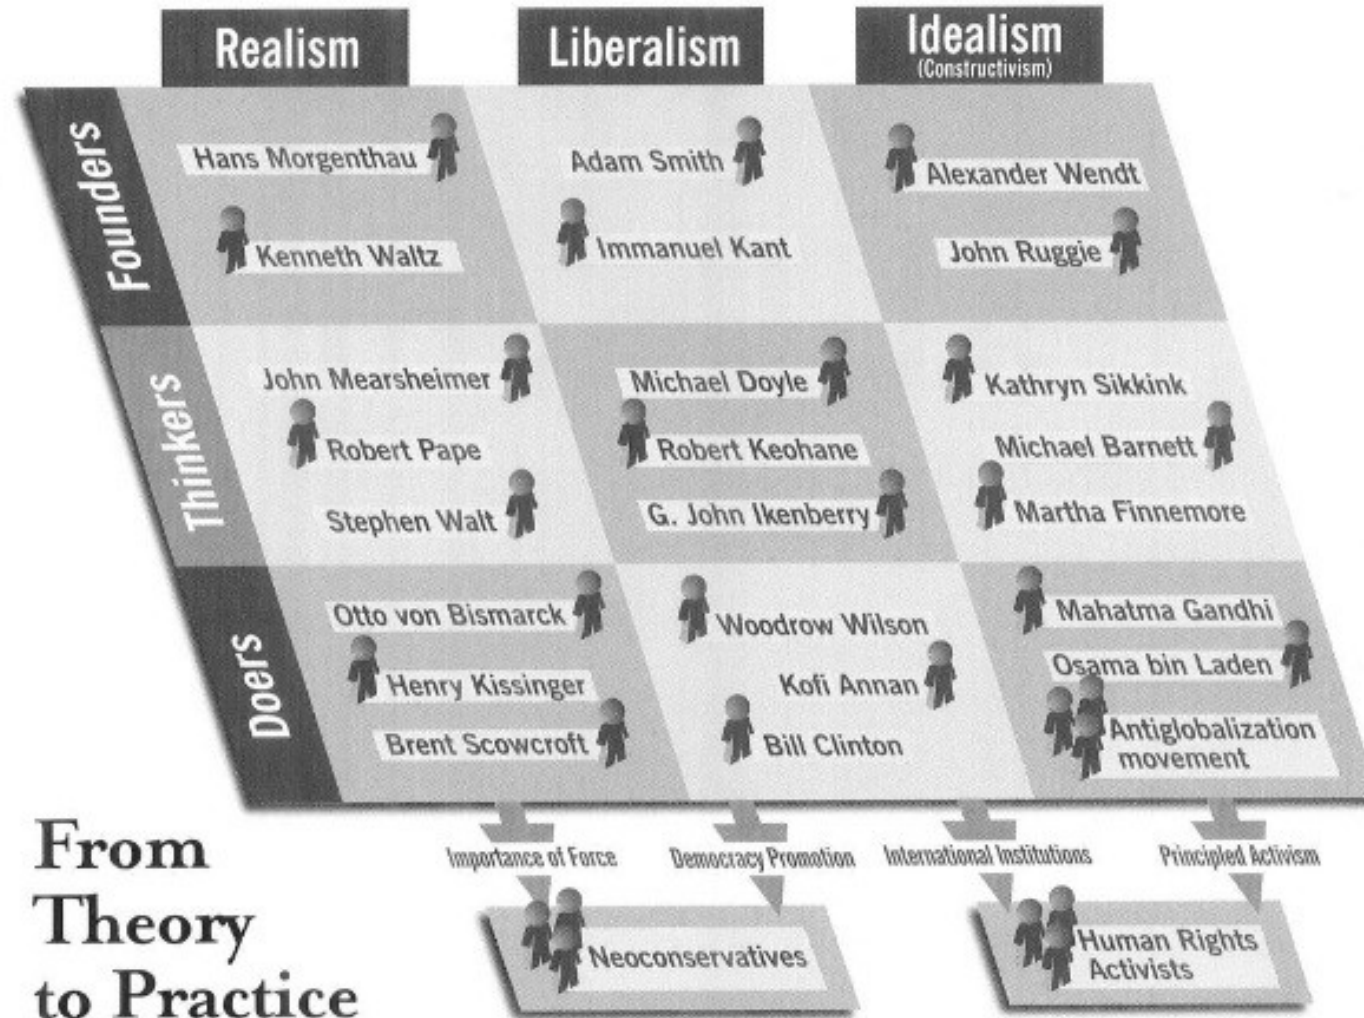 Realism
Liberalism
Idealism
(Constructivism)
Founders
Hans Morgenthau
Kenneth Waltz
Adam Smith
Immanuel Kant
Alexander Wendt
John Ruggie
Thinkers
John Mearsheimer
Robert Pape
Stephen Walt
Michael Doyle
Robert Keohane
G. John Ikenberry
Kathryn Sikkink
Michael Barnett
Martha Finnemore
Doers
Otto von Bismarck
Henry Kissinger
Brent Scowcroft
Woodrow Wilson
Kofi Annan
Bill Clinton
Mahatma Gandhi
Osama bin Laden
Antiglobalization
movement
Importance of Force
Democracy Promotion
International Institutions
Principled Activism
Neoconservatives
Human Rights
Activists
From
Theory
to Practice